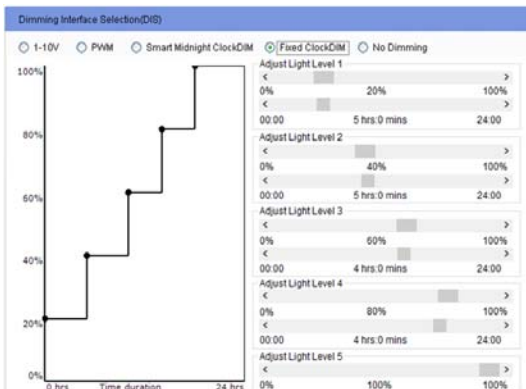 Dimming Interface Selection(DIS)
1-10V PWM Smart Midnight ClockDIM Fixed ClockDIM No Dimming
100%
80%
60%
40%
20%
0%
0 hrs Time duration 24 hrs
Adjust Light Level 1
< >
0% 20% 100%
< >
00:00 5 hrs:0 mins 24:00
Adjust Light Level 2
< >
0% 40% 100%
< >
00:00 5 hrs:0 mins 24:00
Adjust Light Level 3
< >
0% 60% 100%
< >
00:00 4 hrs:0 mins 24:00
Adjust Light Level 4
< >
0% 80% 100%
< >
00:00 4 hrs:0 mins 24:00
Adjust Light Level 5
< >
0% 100% 100%